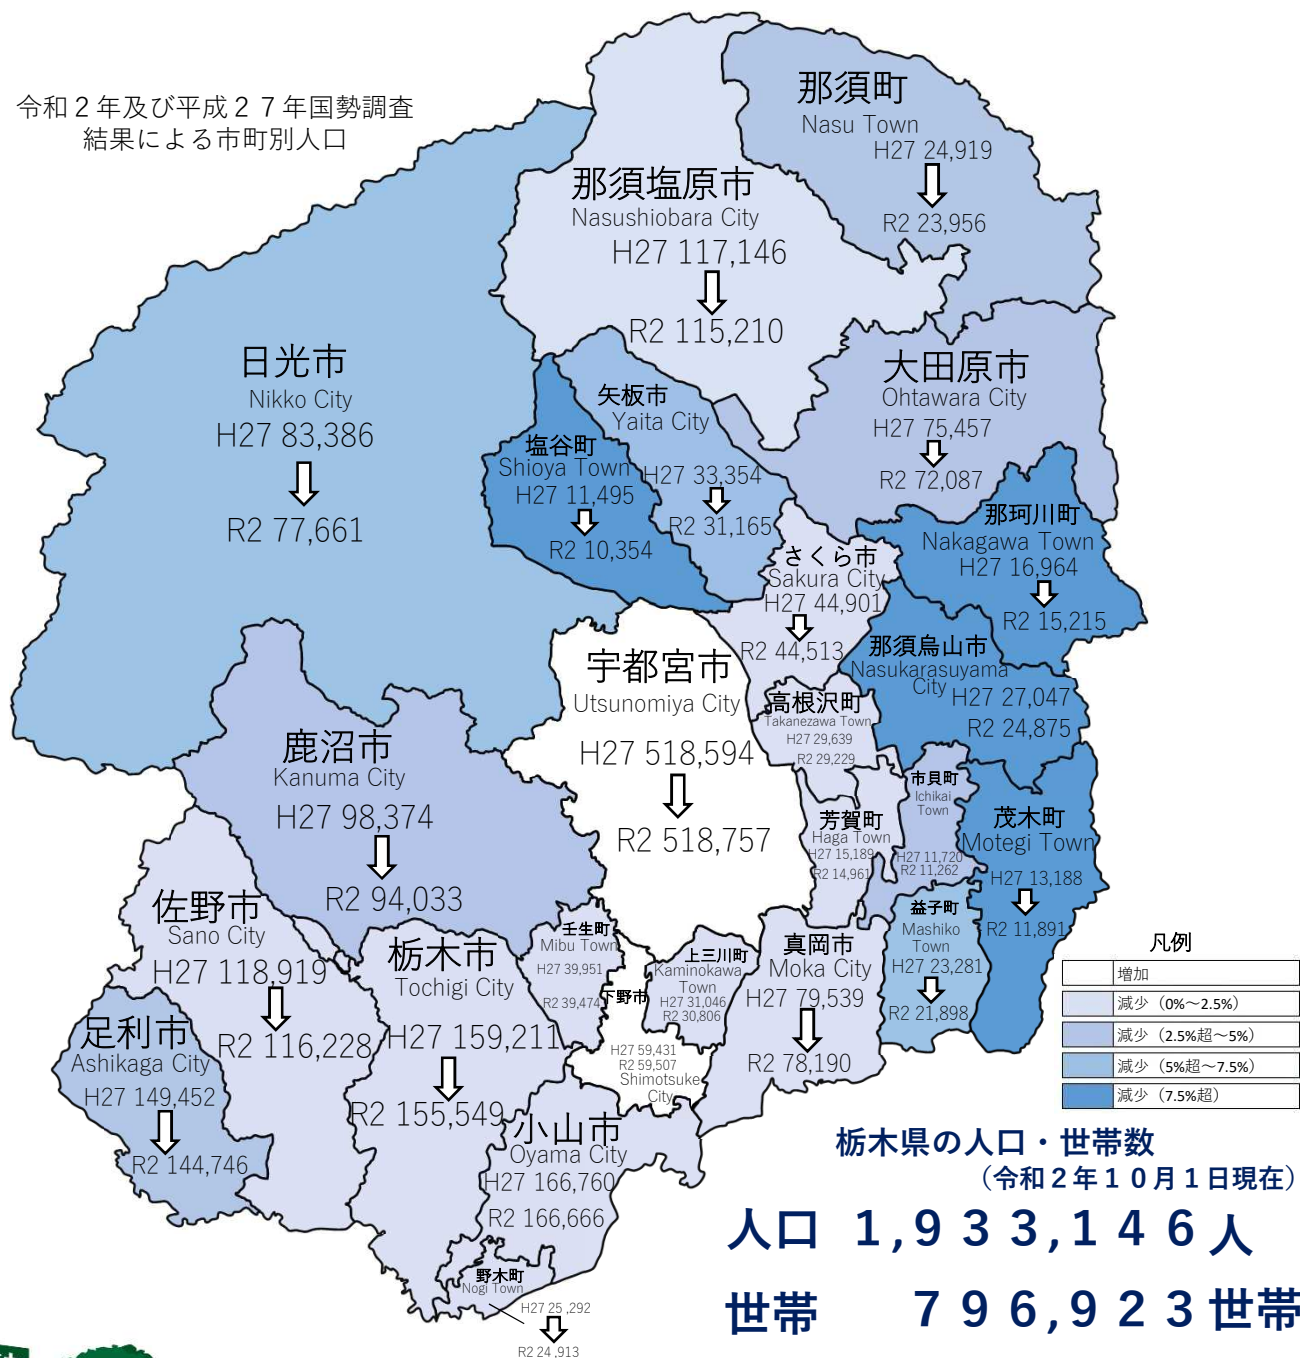 令和２年及び平成２７年国勢調査
結果による市町別人口
那須町
Nasu Town
H27 24,919
R2 23,956
那須塩原市
Nasushiobara City
H27 117,146
R2 115,210
日光市
Nikko City
H27 83,386
R2 77,661
大田原市
Ohtawara City
H27 75,457
R2 72,087
矢板市
Yaita City
H27 33,354
R2 31,165
塩谷町
Shioya Town
H27 11,495
R2 10,354
那珂川町
Nakagawa Town
H27 16,964
R2 15,215
さくら市
Sakura City
H27 44,901
R2 44,513
那須烏山市
Nasukarasuyama
City
H27 27,047
R2 24,875
宇都宮市
Utsunomiya City
H27 518,594
R2 518,757
高根沢町
Takanezawa Town
H27 29,639
R2 29,229
鹿沼市
Kanuma City
H27 98,374
R2 94,033
市貝町
Ichikai
Town
H27 11,720
R2 11,262
芳賀町
Haga Town
H27 15,189
R2 14,961
茂木町
Motegi Town
H27 13,188
R2 11,891
佐野市
Sano City
H27 118,919
R2 116,228
栃木市
Tochigi City
H27 159,211
R2 155,549
壬生町
Mibu Town
H27 39,951
R2 39,474
下野市
H27 59,431
R2 59,507
Shimotsuke
City
上三川町
Kaminokawa
Town
H27 31,046
R2 30,806
真岡市
Moka City
H27 79,539
R2 78,190
益子町
Mashiko
Town
H27 23,281
R2 21,898
足利市
Ashikaga City
H27 149,452
R2 144,746
小山市
Oyama City
H27 166,760
R2 166,666
野木町
Nogi Town
H27 25 ,292
R2 24 ,913
凡例
増加
減少（0%～2.5%）
減少（2.5%超～5%）
減少（5%超～7.5%）
減少（7.5%超）
栃木県の人口・世帯数
（令和２年１０月１日現在）
人口 １,９３３,１４６人
世帯 ７９６,９２３世帯